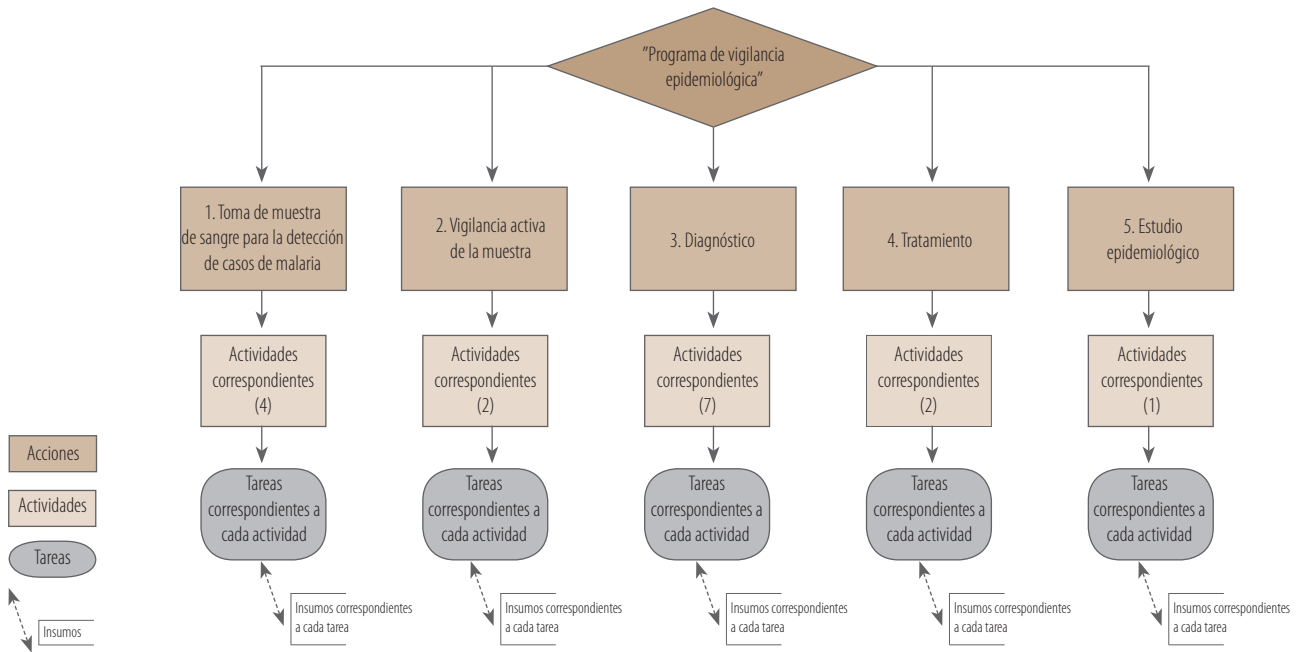 "Programa de vigilancia
epidemiológica"
1. Toma de muestra
de sangre para la detección
de casos de malaria
2. Vigilancia activa
de la muestra
3. Diagnóstico
4. Tratamiento
5. Estudio
epidemiológico
Actividades
correspondientes
(4)
Actividades
correspondientes
(2)
Actividades
correspondientes
(7)
Actividades
correspondientes
(2)
Actividades
correspondientes
(1)
Tareas
correspondientes a
cada actividad
Tareas
correspondientes a
cada actividad
Tareas
correspondientes a
cada actividad
Tareas
correspondientes a
cada actividad
Tareas
correspondientes a
cada actividad
Insumos correspondientes
a cada tarea
Insumos correspondientes
a cada tarea
Insumos correspondientes
a cada tarea
Insumos correspondientes
a cada tarea
Insumos correspondientes
a cada tarea
Acciones
Actividades
Tareas
Insumos